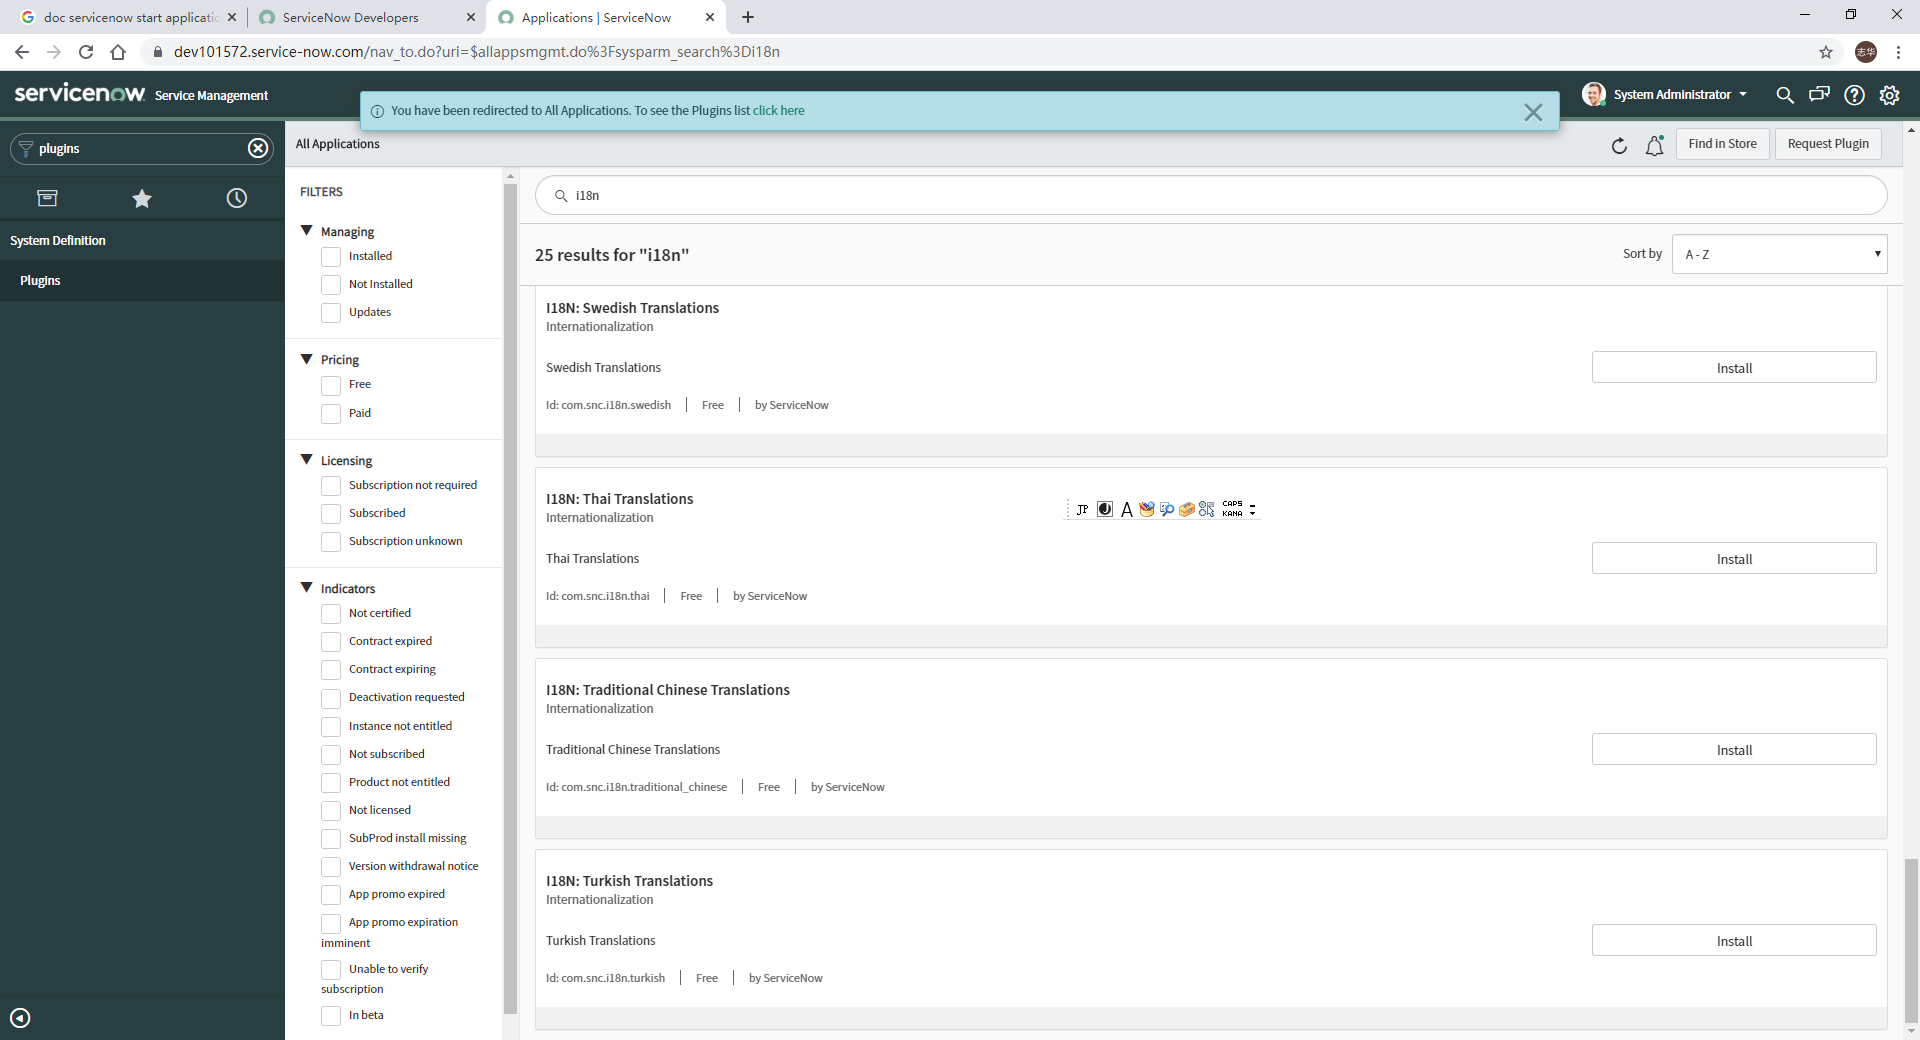 doc servicenow start applicatic
ServiceNow Developers
Applications | ServiceNow
dev101572.service-now.com/nav_to.do?uri=$allappsmgmt.do%3Fsysparm_search%3Di18n
志华
servicenow Service Management
You have been redirected to All Applications. To see the Plugins list click here
System Administrator
plugins
System Definition
Plugins
All Applications
Find in Store
Request Plugin
FILTERS
Managing
Installed
Not Installed
Updates
Pricing
Free
Paid
Licensing
Subscription not required
Subscribed
Subscription unknown
Indicators
Not certified
Contract expired
Contract expiring
Deactivation requested
Instance not entitled
Not subscribed
Product not entitled
Not licensed
SubProd install missing
Version withdrawal notice
App promo expired
App promo expiration
imminent
Unable to verify
subscription
In beta
i18n
25 results for "i18n"
Sort by
A - Z
I18N: Swedish Translations
Internationalization
Swedish Translations
Install
Id: com.snc.i18n.swedish
Free
by ServiceNow
I18N: Thai Translations
Internationalization
JP
A
CAPS
KANA
Thai Translations
Install
Id: com.snc.i18n.thai
Free
by ServiceNow
I18N: Traditional Chinese Translations
Internationalization
Traditional Chinese Translations
Install
Id: com.snc.i18n.traditional_chinese
Free
by ServiceNow
I18N: Turkish Translations
Internationalization
Turkish Translations
Install
Id: com.snc.i18n.turkish
Free
by ServiceNow